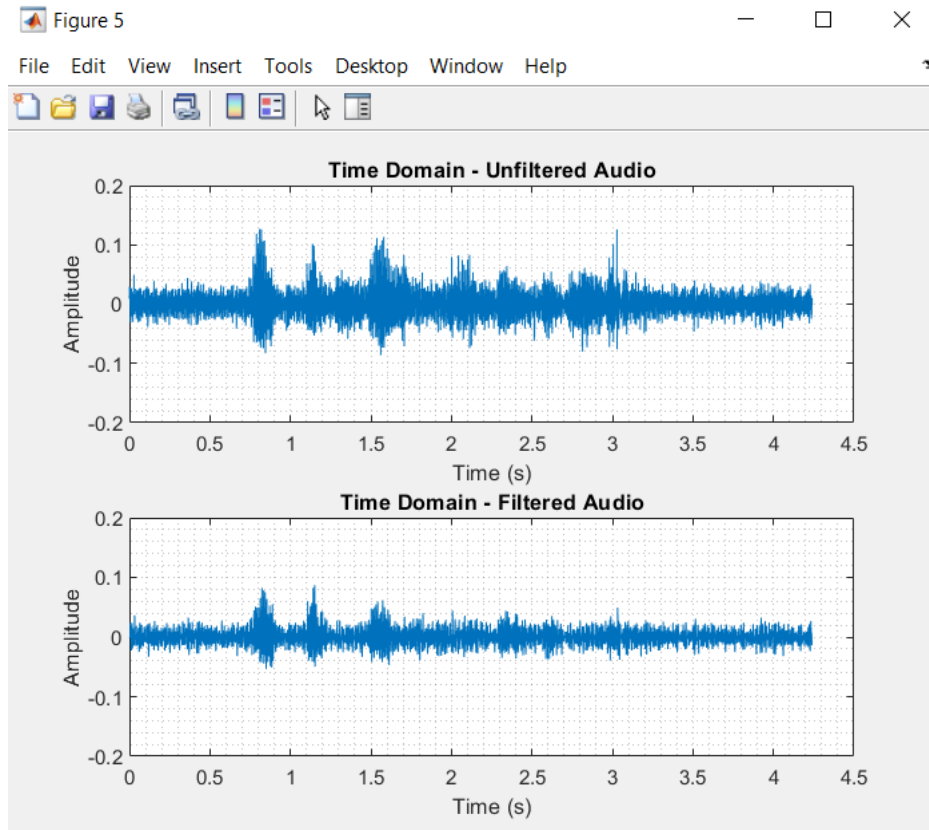 Figure 5
File Edit View Insert Tools Desktop Window Help
Time Domain - Unfiltered Audio
0.2
0.1
0
-0.1
-0.2
Amplitude
0 0.5 1 1.5 2 2.5 3 3.5 4 4.5
Time (s)
Time Domain - Filtered Audio
0.2
0.1
0
-0.1
-0.2
Amplitude
0 0.5 1 1.5 2 2.5 3 3.5 4 4.5
Time (s)